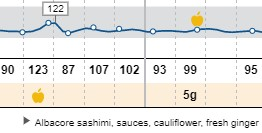 122
90 123 87 107 102 93 99 95
5g
Albacore sashimi, sauces, cauliflower, fresh ginger